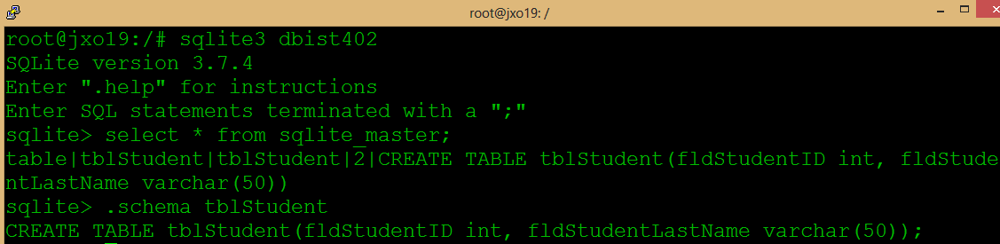 root@jxo19: /
root@jxo19:/# sqlite3 dbist402
SQLite version 3.7.4
Enter ".help" for instructions
Enter SQL statements terminated with a ";"
sqlite> select * from sqlite_master;
table|tblStudent|tblStudent|2|CREATE TABLE tblStudent(fldStudentID int, fldStude
ntLastName varchar(50))
sqlite> .schema tblStudent
CREATE TABLE tblStudent(fldStudentID int, fldStudentLastName varchar(50));